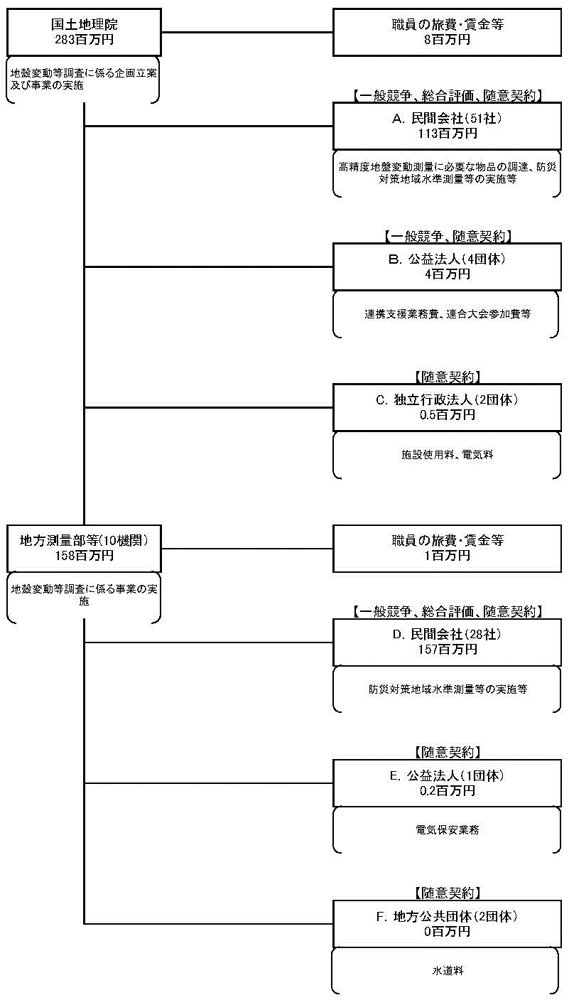 国土地理院
283百万円
職員の旅費・賃金等
8百万円
地殻変動等調査に係る企画立案
及び事業の実施
【一般競争、総合評価、随意契約】
A. 民間会社(51社)
113百万円
高精度地盤変動測量に必要な物品の調達、防災
対策地域水準測量等の実施等
【一般競争、随意契約】
B. 公益法人(4団体)
4百万円
連携支援業務費、連合大会参加費等
【随意契約】
C. 独立行政法人(2団体)
0.5百万円
施設使用料、電気料
地方測量部等(10機関)
158百万円
職員の旅費・賃金等
1百万円
地殻変動等調査に係る事業の実
施
【一般競争、総合評価、随意契約】
D. 民間会社(28社)
157百万円
防災対策地域水準測量等の実施等
【随意契約】
E. 公益法人(1団体)
0.2百万円
電気保安業務
【随意契約】
F. 地方公共団体(2団体)
0百万円
水道料